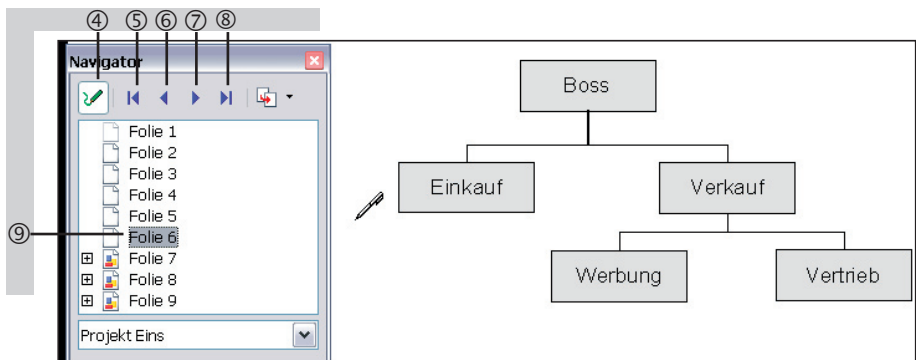 ④ ⑤ ⑥ ⑦ ⑧
Navigator
Folie 1
Folie 2
Folie 3
Folie 4
Folie 5
⑨ Folie 6
Folie 7
Folie 8
Folie 9
Projekt Eins
Boss
Einkauf Verkauf
Werbung Vertrieb